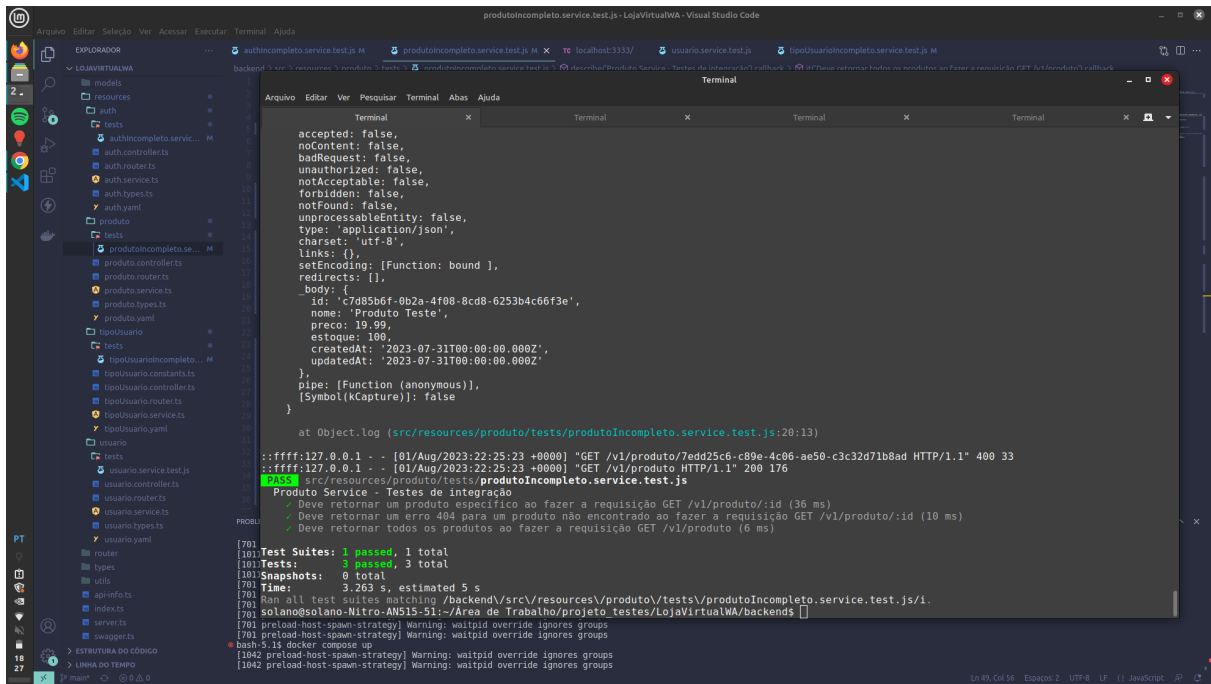 produtoIncompleto.service.test.js - LojaVirtualWA - Visual Studio Code
Arquivo Editar Seleção Ver Acessar Executar Terminal Ajuda
EXPLORADOR
authIncompleto.service.test.js M
produtoIncompleto.service.test.js M
localhost:3333/
usuario.service.test.js
tipoUsuarioIncompleto.service.test.js M
LOJAVIRTUALWA
models
resources
auth
tests
authIncompleto.servic... M
auth.controller.ts
auth.router.ts
auth.service.ts
auth.types.ts
auth.yaml
produto
tests
produtoIncompleto.se... M
produto.controller.ts
produto.router.ts
produto.service.ts
produto.types.ts
produto.yaml
tipoUsuario
tests
tipoUsuarioIncompleto... M
tipoUsuario.constants.ts
tipoUsuario.controller.ts
tipoUsuario.router.ts
tipoUsuario.service.ts
tipoUsuario.yaml
usuario
tests
usuario.service.test.js
usuario.controller.ts
usuario.router.ts
usuario.service.ts
usuario.types.ts
usuario.yaml
router
types
utils
api-info.ts
index.ts
server.ts
swagger.ts
ESTRUTURA DO CÓDIGO
LINHA DO TEMPO
PT
18
27
Terminal
Arquivo Editar Ver Pesquisar Terminal Abas Ajuda
Terminal Terminal Terminal Terminal
accepted: false,
noContent: false,
badRequest: false,
unauthorized: false,
notAcceptable: false,
forbidden: false,
notFound: false,
unprocessableEntity: false,
type: 'application/json',
charset: 'utf-8',
links: {},
setEncoding: [Function: bound ],
redirects: [],
_body: {
id: 'c7d85b6f-0b2a-4f08-8cd8-6253b4c66f3e',
nome: 'Produto Teste',
preco: 19.99,
estoque: 100,
createdAt: '2023-07-31T00:00:00.000Z',
updatedAt: '2023-07-31T00:00:00.000Z'
},
pipe: [Function (anonymous)],
[Symbol(kCapture)]: false
}
at Object.log (src/resources/produto/tests/produtoIncompleto.service.test.js:20:13)
::ffff:127.0.0.1 - - [01/Aug/2023:22:25:23 +0000] "GET /v1/produto/7edd25c6-c89e-4c06-ae50-c3c32d71b8ad HTTP/1.1" 400 33
::ffff:127.0.0.1 - - [01/Aug/2023:22:25:23 +0000] "GET /v1/produto HTTP/1.1" 200 176
PASS src/resources/produto/tests/produtoIncompleto.service.test.js
Produto Service - Testes de integração
✓ Deve retornar um produto específico ao fazer a requisição GET /v1/produto/:id (36 ms)
✓ Deve retornar um erro 404 para um produto não encontrado ao fazer a requisição GET /v1/produto/:id (10 ms)
✓ Deve retornar todos os produtos ao fazer a requisição GET /v1/produto (6 ms)
Test Suites: 1 passed, 1 total
Tests: 3 passed, 3 total
Snapshots: 0 total
Time: 3.263 s, estimated 5 s
Ran all test suites matching /backend\/src\/resources\/produto\/tests\/produtoIncompleto.service.test.js/i.
solano@solano-Nitro-AN515-51:~/Área de Trabalho/projeto_testes/LojaVirtualWA/backend$
[701 preload-host-spawn-strategy] Warning: waitpid override ignores groups
[701 preload-host-spawn-strategy] Warning: waitpid override ignores groups
bash-5.1$ docker compose up
[1042 preload-host-spawn-strategy] Warning: waitpid override ignores groups
[1042 preload-host-spawn-strategy] Warning: waitpid override ignores groups
main* 0 0 Ln 49, Col 56 Espaços: 2 UTF-8 LF {} JavaScript